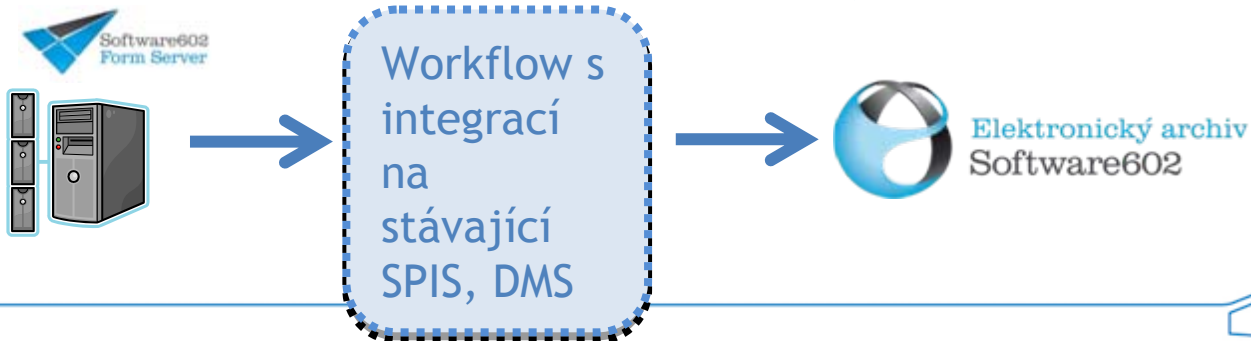 Software602
Form Server
Workflow s
integrací
na
stávající
SPIS, DMS
Elektronický archiv
Software602